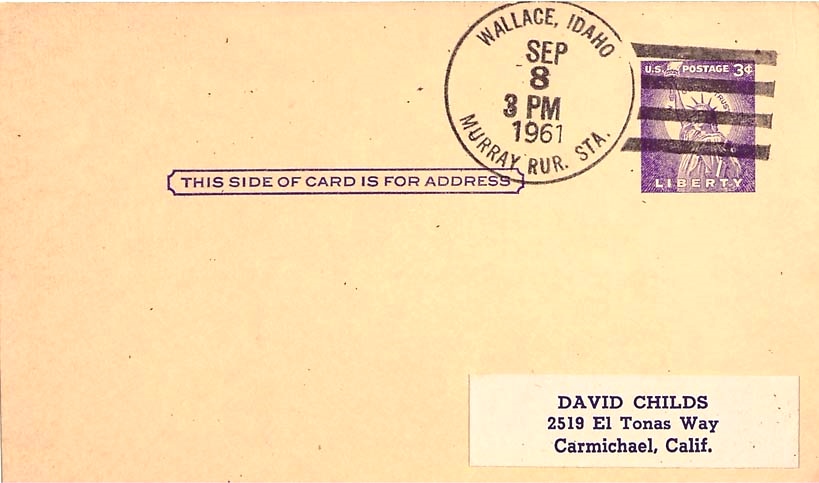 WALLACE, IDAHO
SEP
8
3 PM
1961
MURRAY RUR. STA.
U.S. POSTAGE 3¢
TRUST
LIBERTY
THIS SIDE OF CARD IS FOR ADDRESS
DAVID CHILDS
2519 El Tonas Way
Carmichael, Calif.